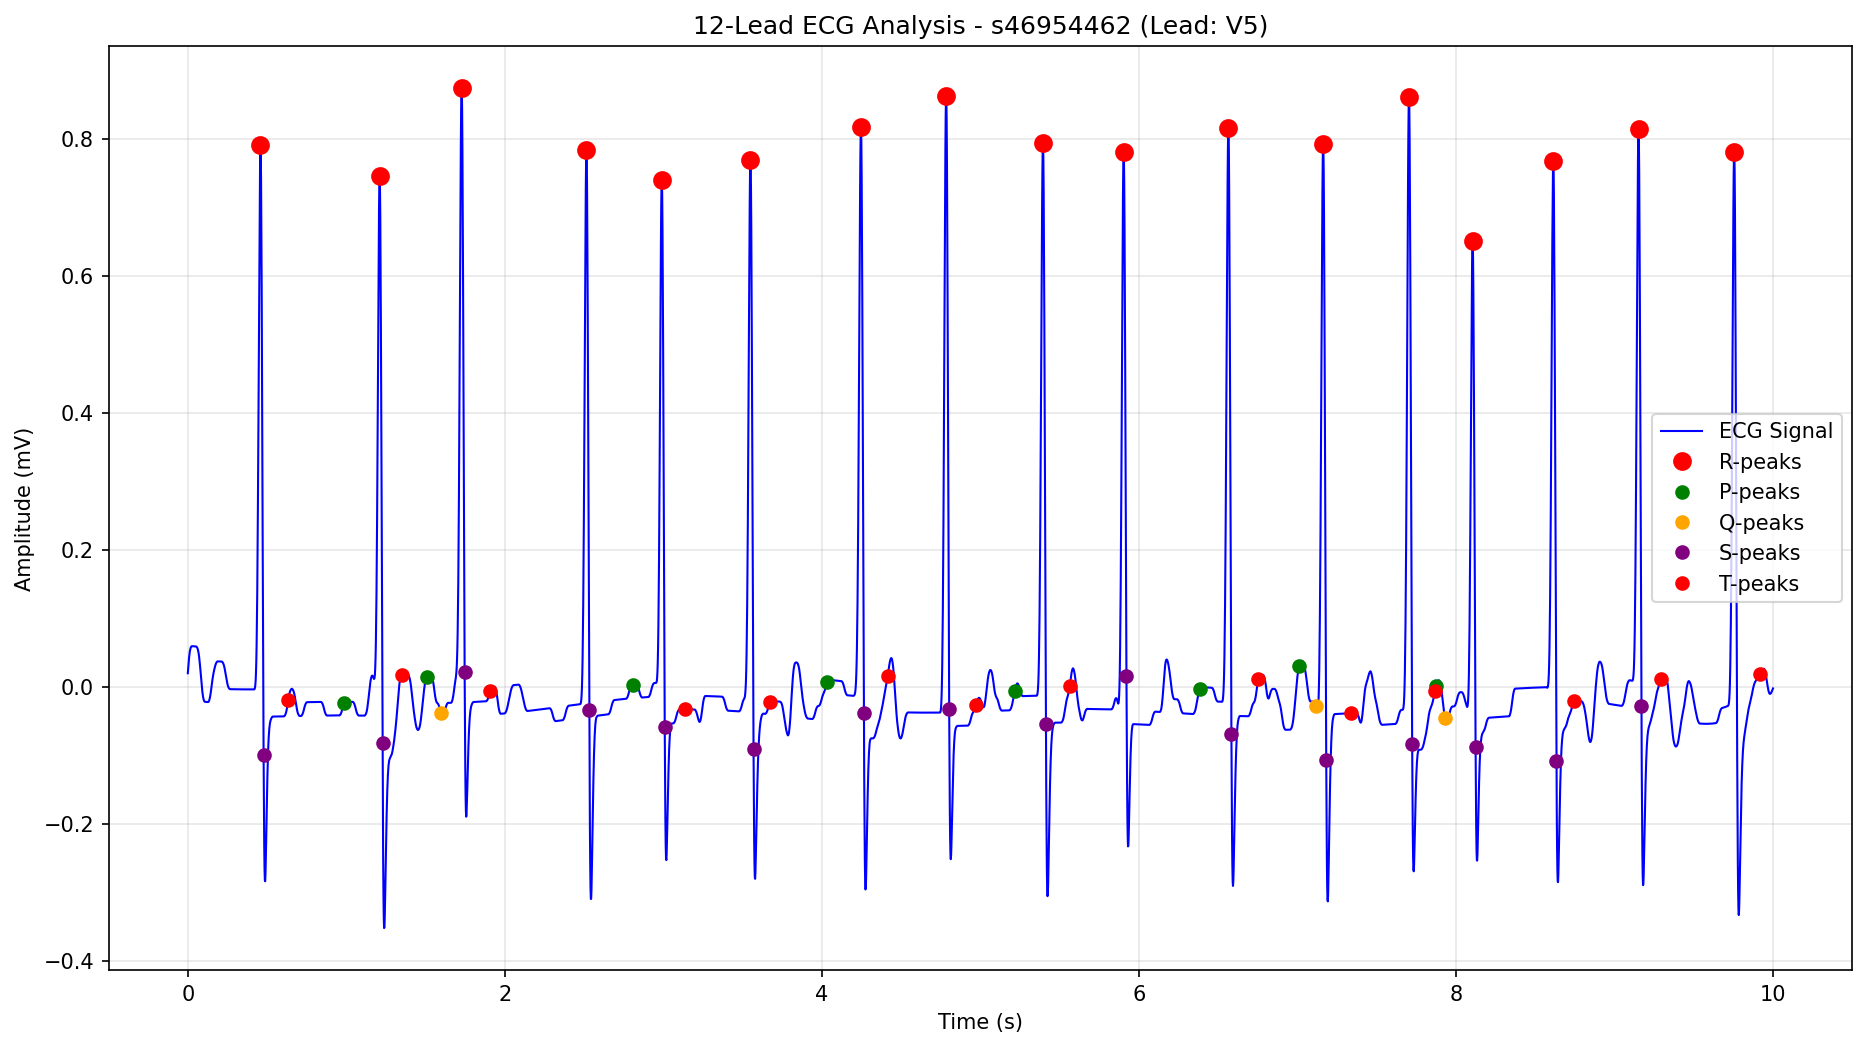 12-Lead ECG Analysis - s46954462 (Lead: V5)
Amplitude (mV)
0.8
0.6
0.4
0.2
0.0
−0.2
−0.4
ECG Signal
R-peaks
P-peaks
Q-peaks
S-peaks
T-peaks
0 2 4 6 8 10
Time (s)